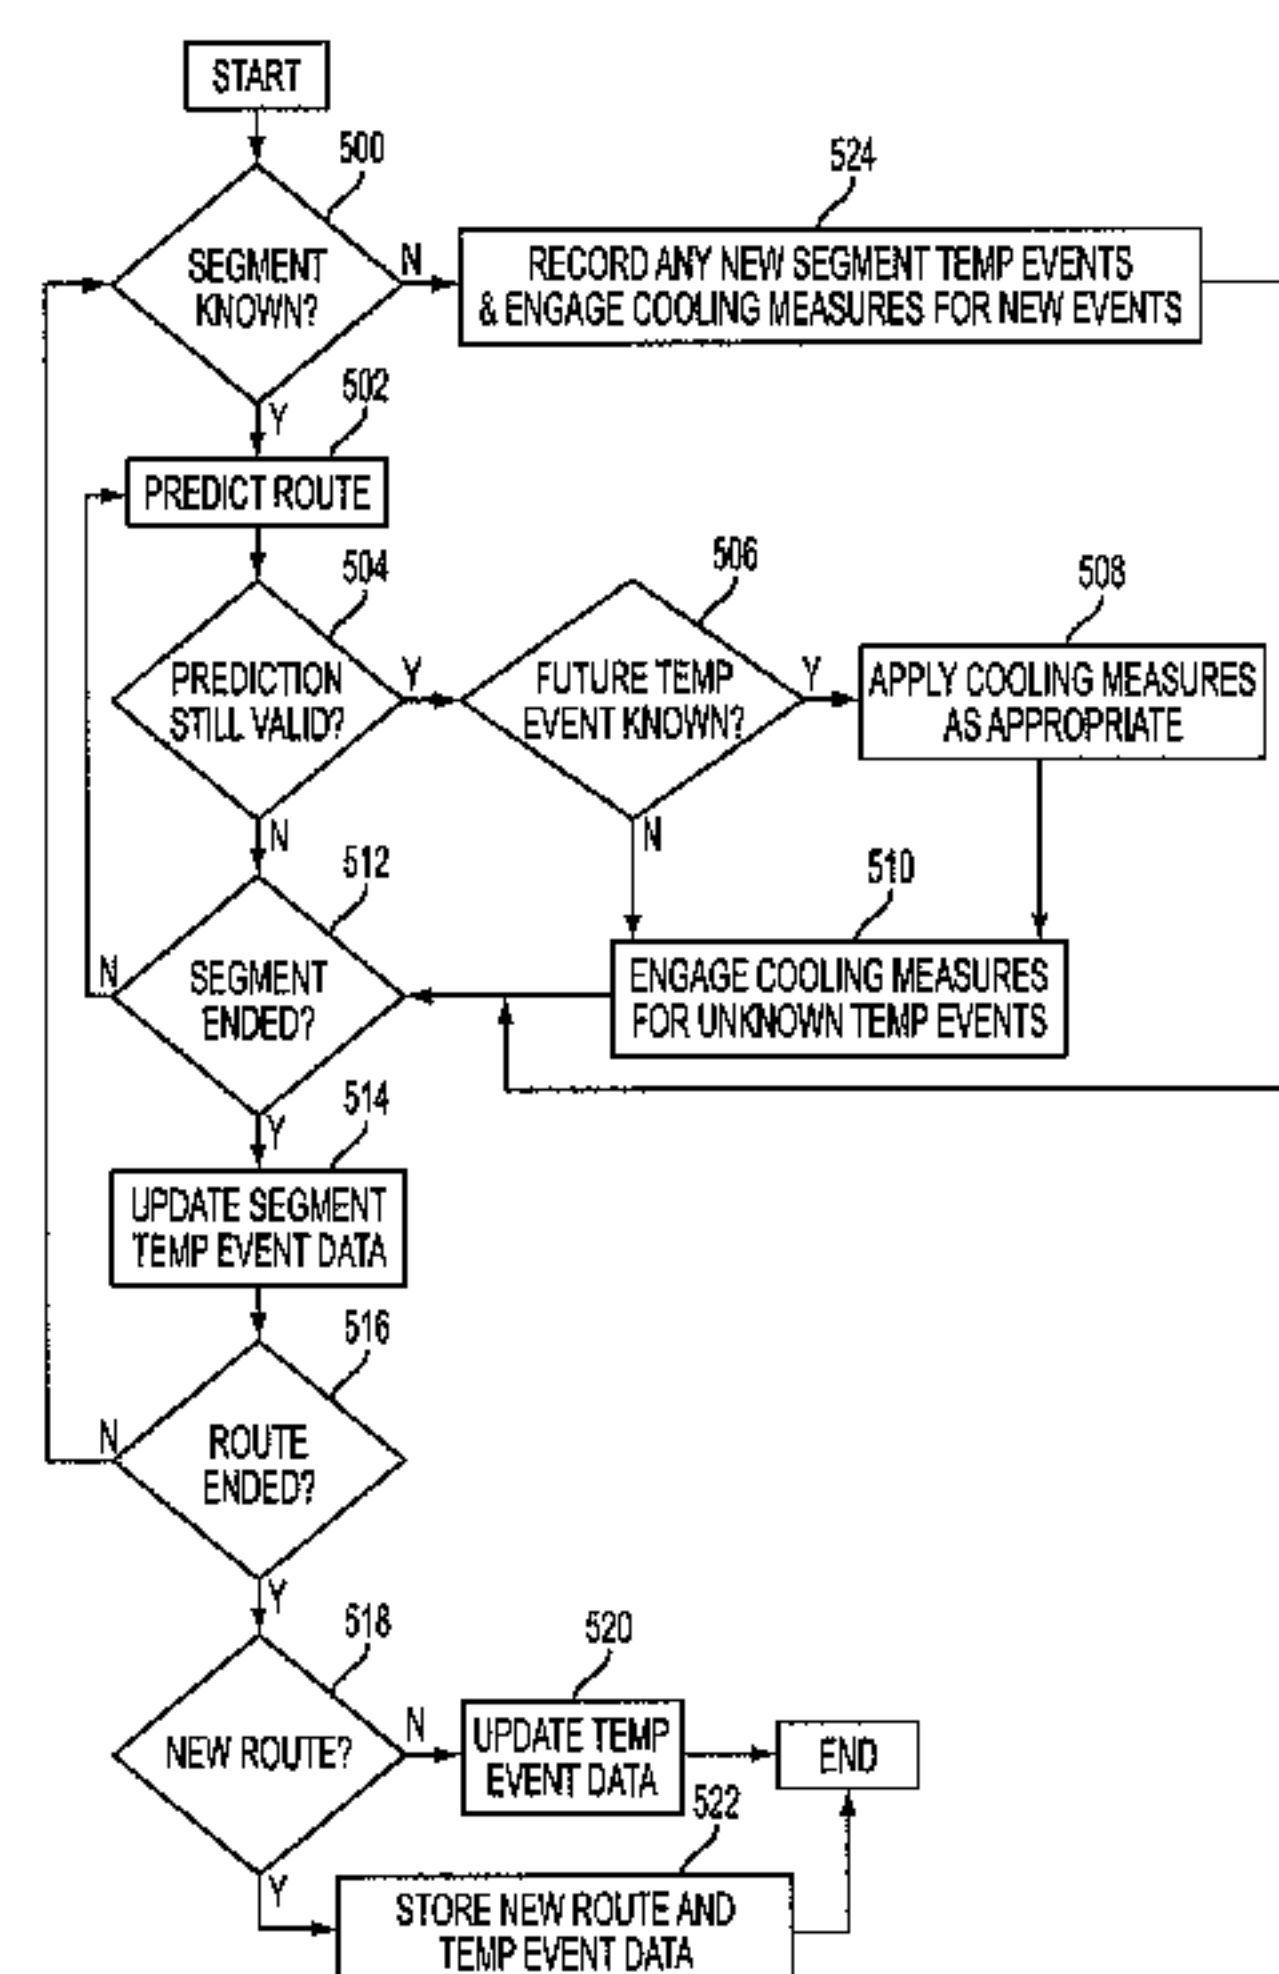 START
500
524
SEGMENT
KNOWN?
N
RECORD ANY NEW SEGMENT TEMP EVENTS
& ENGAGE COOLING MEASURES FOR NEW EVENTS
Y
502
PREDICT ROUTE
504
506
508
PREDICTION
STILL VALID?
Y
FUTURE TEMP
EVENT KNOWN?
Y
APPLY COOLING MEASURES
AS APPROPRIATE
N
N
512
510
N
SEGMENT
ENDED?
ENGAGE COOLING MEASURES
FOR UNKNOWN TEMP EVENTS
Y
514
UPDATE SEGMENT
TEMP EVENT DATA
516
N
ROUTE
ENDED?
Y
518
520
NEW ROUTE?
N
UPDATE TEMP
EVENT DATA
END
522
Y
STORE NEW ROUTE AND
TEMP EVENT DATA